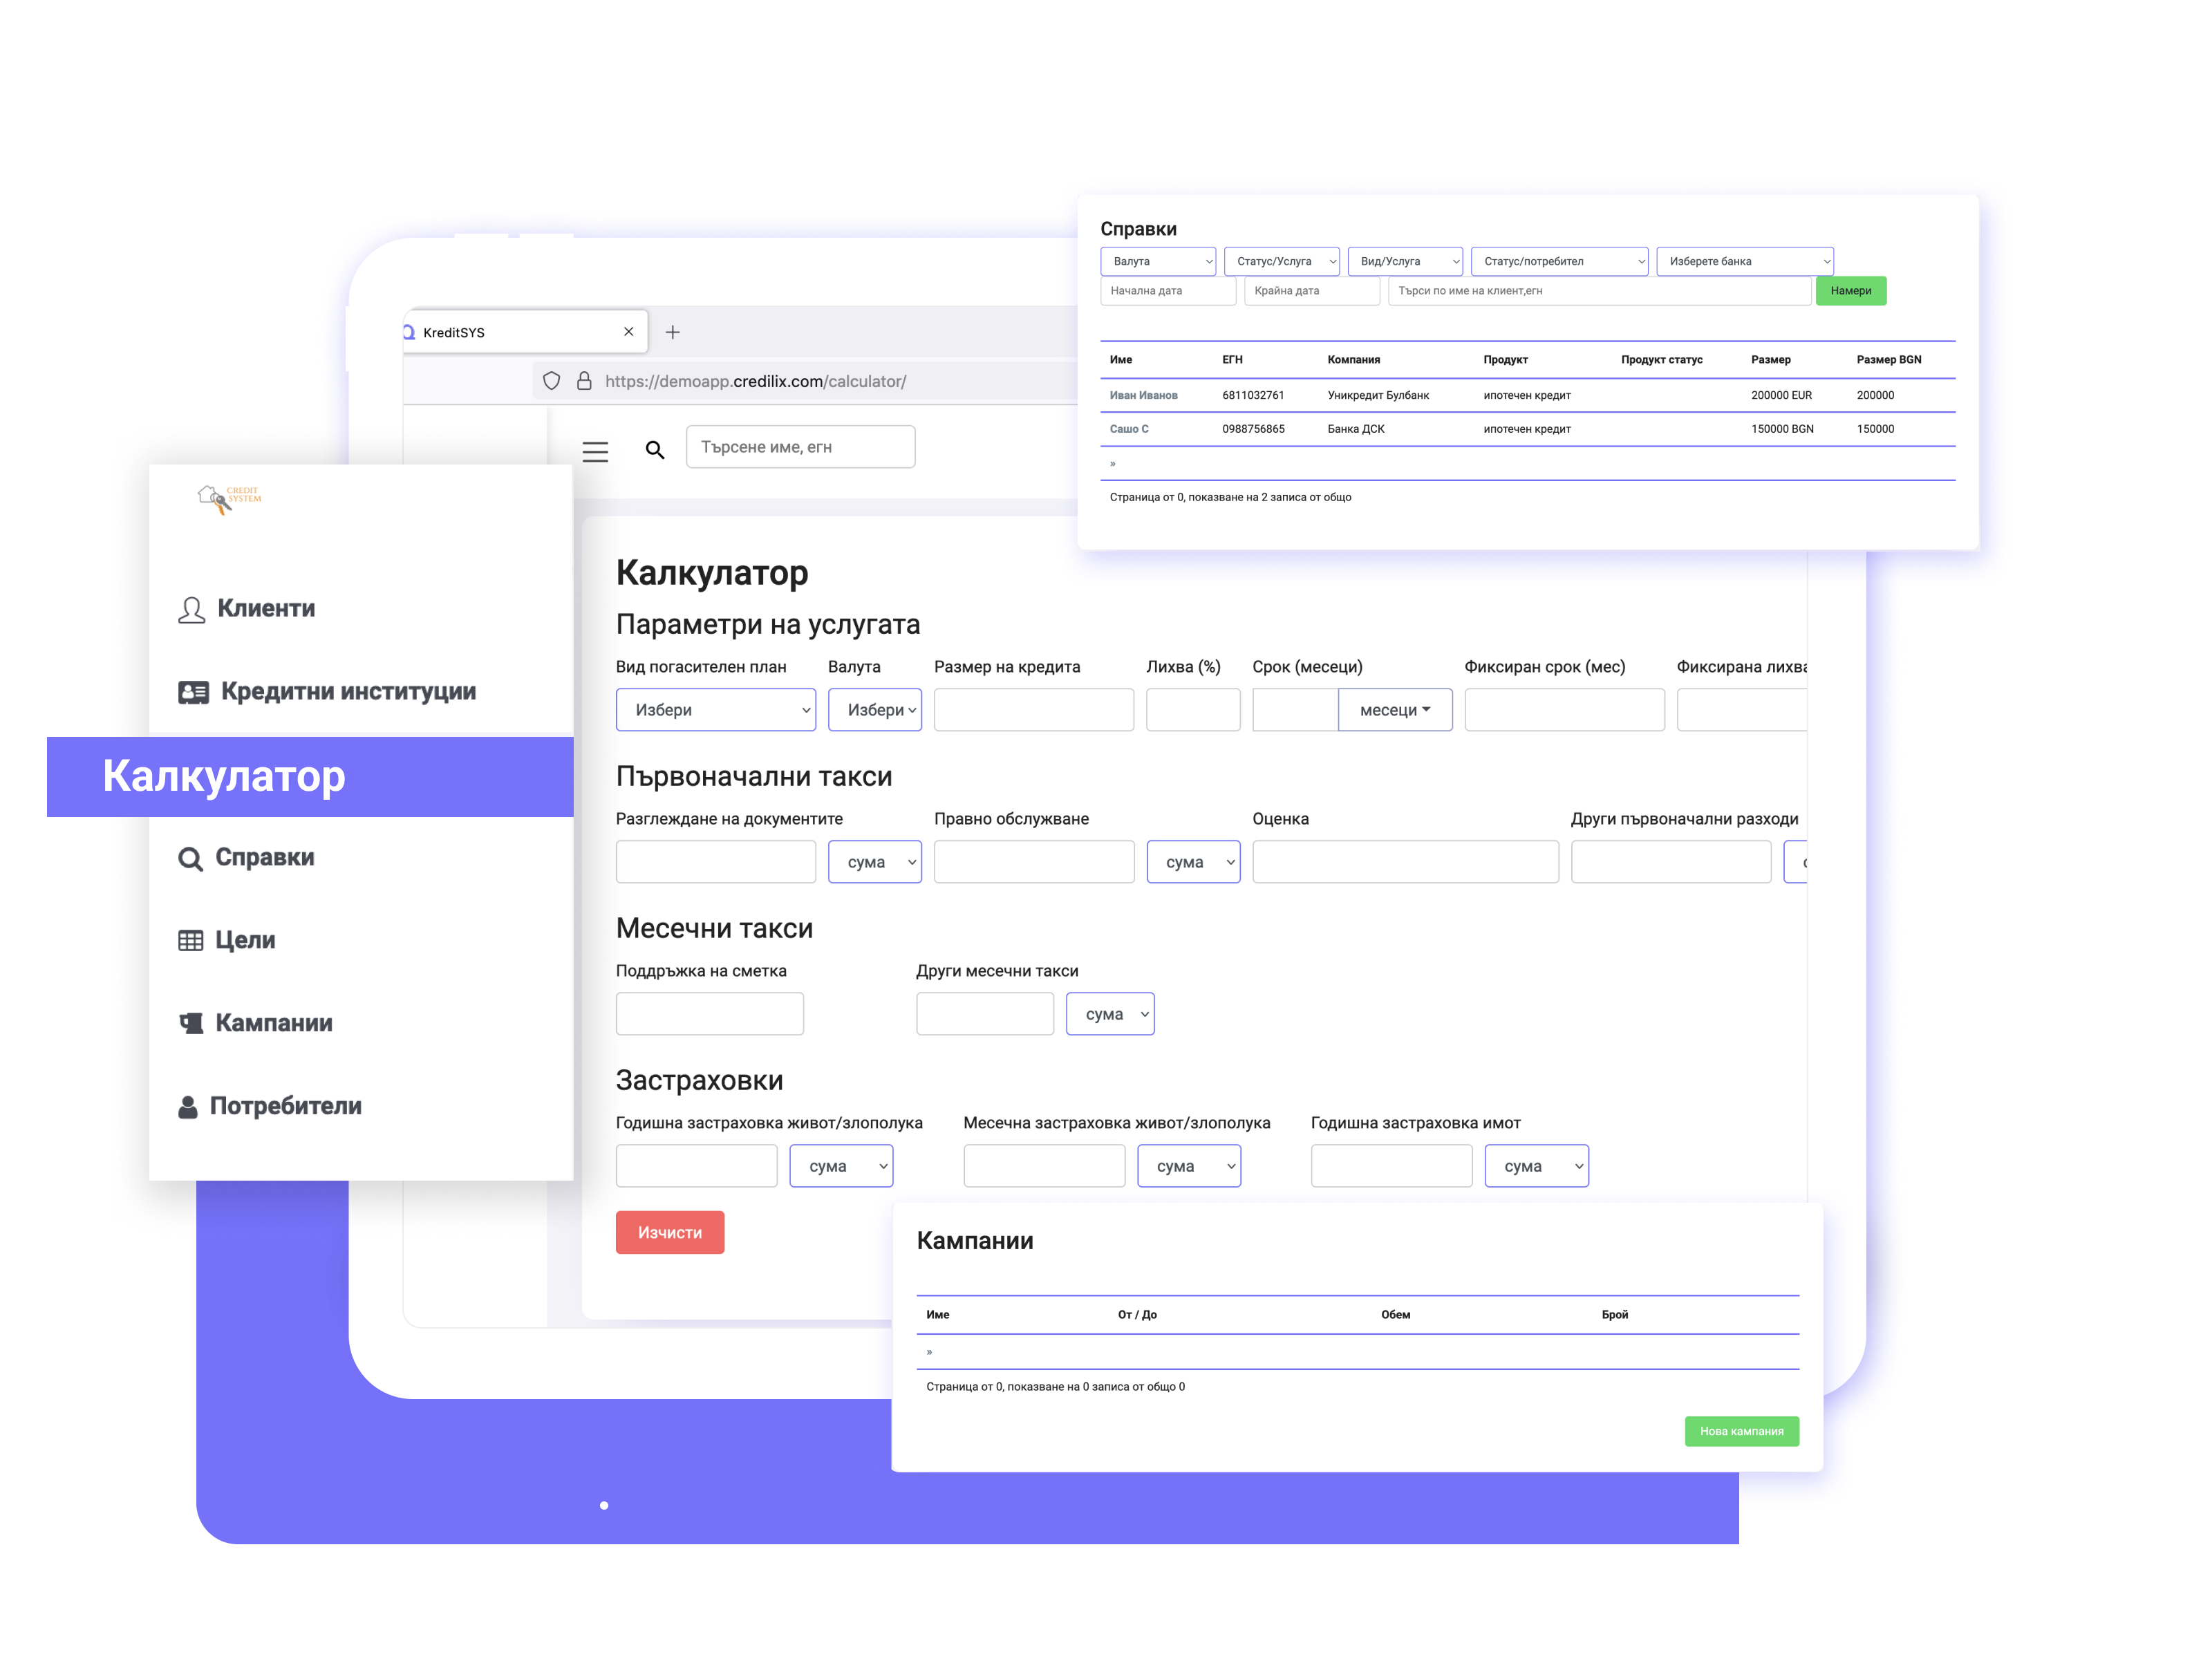 Справки
Валута Статус/Услуга Вид/Услуга Статус/потребител Изберете банка
Начална дата Крайна дата Търси по име на клиент,егн Намери
Име ЕГН Компания Продукт Продукт статус Размер Размер BGN
Иван Иванов 6811032761 Уникредит Булбанк ипотечен кредит 200000 EUR 200000
Сашо С 0988756865 Банка ДСК ипотечен кредит 150000 BGN 150000
»
Страница от 0, показване на 2 записа от общо
KreditSYS
https://demoapp.credilix.com/calculator/
Търсене име, егн
CREDIT
SYSTEM
Клиенти
Кредитни институции
Калкулатор
Справки
Цели
Кампании
Потребители
Калкулатор
Параметри на услугата
Вид погасителен план Валута Размер на кредита Лихва (%) Срок (месеци) Фиксиран срок (мес) Фиксирана лихва
Избери Избери месеци
Първоначални такси
Разглеждане на документите Правно обслужване Оценка Други първоначални разходи
сума сума
Месечни такси
Поддръжка на сметка Други месечни такси
сума
Застраховки
Годишна застраховка живот/злополука Месечна застраховка живот/злополука Годишна застраховка имот
сума сума сума
Изчисти
Кампании
Име От / До Обем Брой
»
Страница от 0, показване на 0 записа от общо 0
Нова кампания